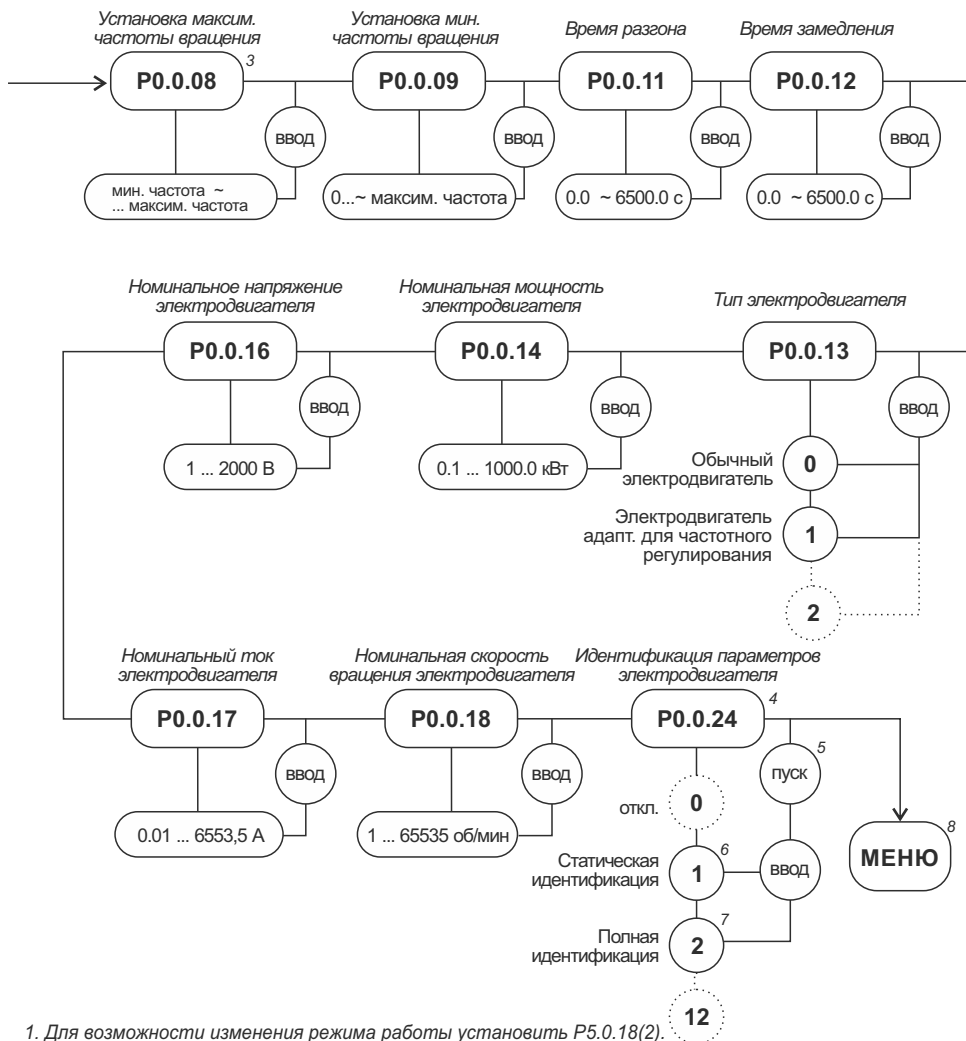 Установка максим.
частоты вращения
P0.0.08
3
ВВОД
мин. частота ~
... максим. частота
Установка мин.
частоты вращения
P0.0.09
ВВОД
0...~ максим. частота
Время разгона
P0.0.11
ВВОД
0.0 ~ 6500.0 с
Время замедления
P0.0.12
ВВОД
0.0 ~ 6500.0 с
Номинальное напряжение
электродвигателя
P0.0.16
ВВОД
1 ... 2000 В
Номинальная мощность
электродвигателя
P0.0.14
ВВОД
0.1 ... 1000.0 кВт
Тип электродвигателя
P0.0.13
ВВОД
Обычный
электродвигатель
0
Электродвигатель
адапт. для частотного
регулирования
1
2
Номинальный ток
электродвигателя
P0.0.17
ВВОД
0.01 ... 6553,5 А
Номинальная скорость
вращения электродвигателя
P0.0.18
ВВОД
1 ... 65535 об/мин
Идентификация параметров
электродвигателя
P0.0.24
4
пуск
5
откл.
0
Статическая
идентификация
1
6
ВВОД
Полная
идентификация
2
7
12
МЕНЮ
8
1. Для возможности изменения режима работы установить P5.0.18(2).